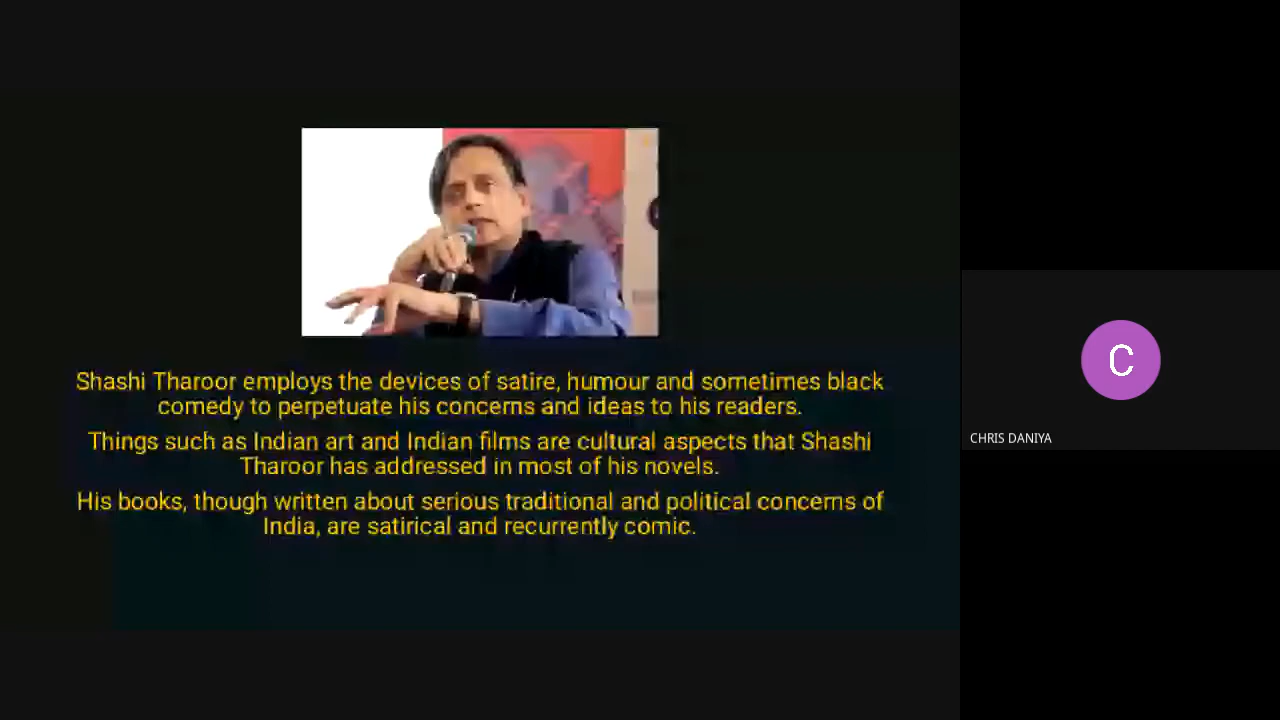 Shashi Tharoor employs the devices of satire, humour and sometimes black
comedy to perpetuate his concerns and ideas to his readers.
Things such as Indian art and Indian films are cultural aspects that Shashi
Tharoor has addressed in most of his novels.
His books, though written about serious traditional and political concerns of
India, are satirical and recurrently comic.
C
CHRIS DANIYA